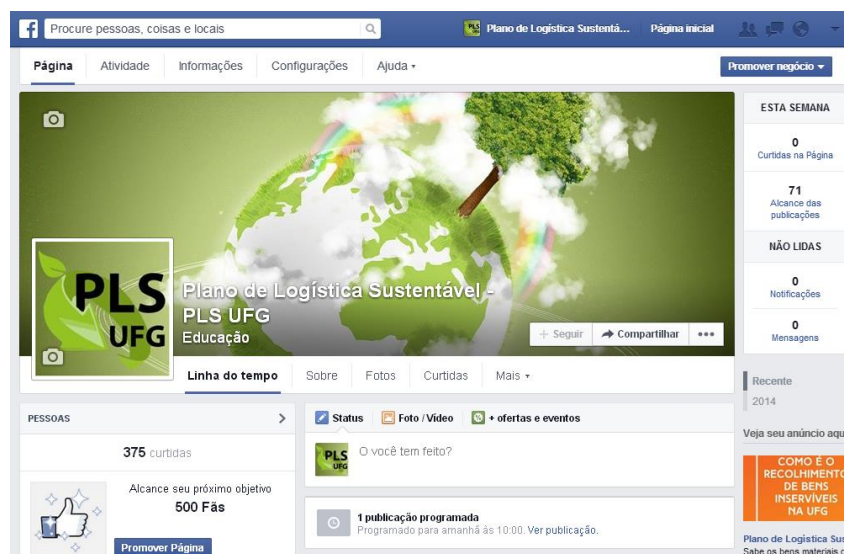 f
Procure pessoas, coisas e locais
Plano de Logística Sustentá...
Página inicial
Página
Atividade
Informações
Configurações
Ajuda
Promover negócio
PLS
UFG
Plano de Logística Sustentável -
PLS UFG
Educação
+ Seguir
Compartilhar
...
Linha do tempo
Sobre
Fotos
Curtidas
Mais
PESSOAS
375 curtidas
Alcance seu próximo objetivo
500 Fãs
Promover Página
Status
Foto / Vídeo
+ ofertas e eventos
PLS
UFG
O você tem feito?
1 publicação programada
Programado para amanhã às 10:00. Ver publicação.
ESTA SEMANA
0
Curtidas na Página
71
Alcance das
publicações
NÃO LIDAS
0
Notificações
0
Mensagens
Recente
2014
Veja seu anúncio aqu
COMO É O
RECOLHIMENTO
DE BENS
INSERVÍVEIS
NA UFG
Plano de Logística Sus
Sabe os bens materiais